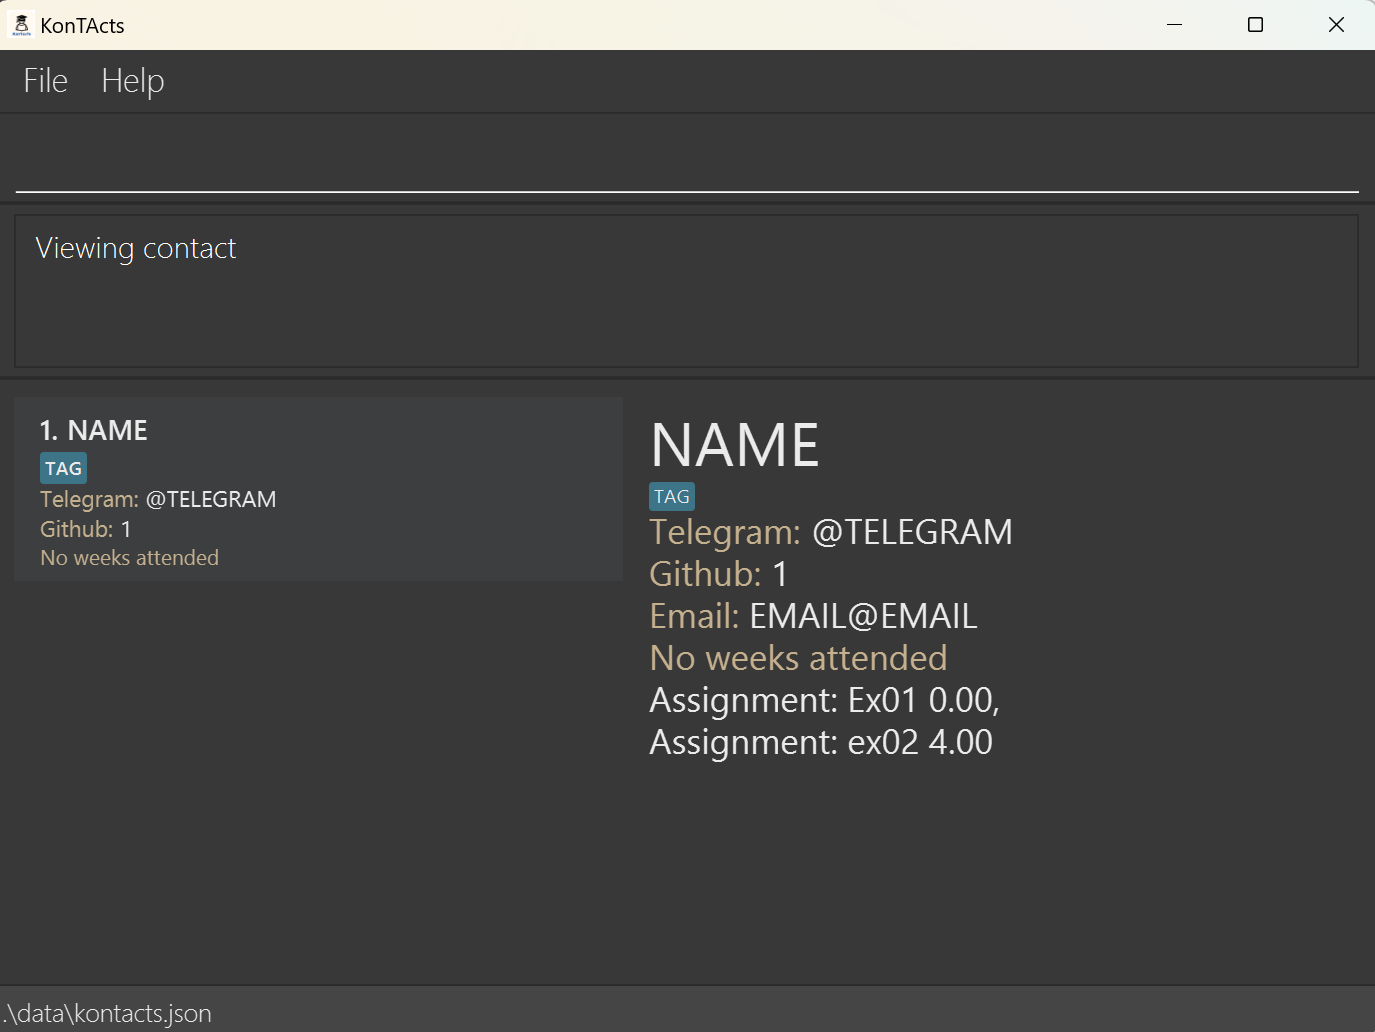 KonTActs
File Help
Viewing contact
1. NAME
TAG
Telegram: @TELEGRAM
Github: 1
No weeks attended
NAME
TAG
Telegram: @TELEGRAM
Github: 1
Email: EMAIL@EMAIL
No weeks attended
Assignment: Ex01 0.00,
Assignment: ex02 4.00
.\data\kontacts.json